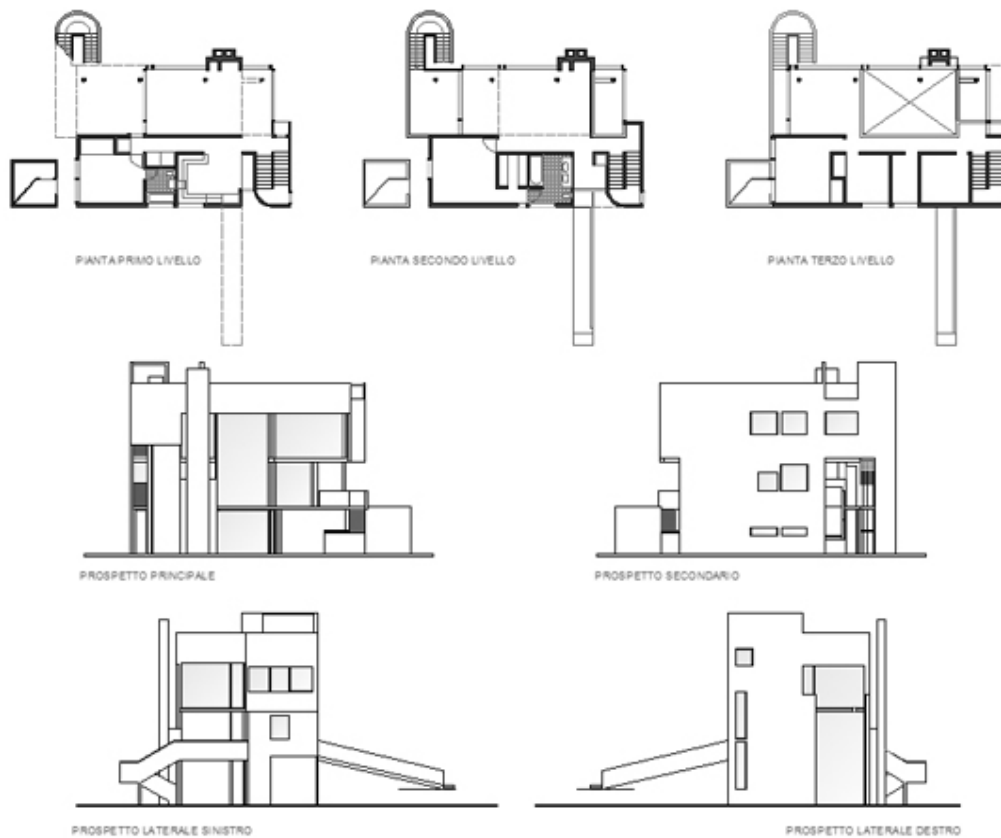 PIANTA PRIMO LIVELLO
PIANTA SECONDO LIVELLO
PIANTA TERZO LIVELLO
PROSPETTO PRINCIPALE
PROSPETTO SECONDARIO
PROSPETTO LATERALE SINISTRO
PROSPETTO LATERALE DESTRO